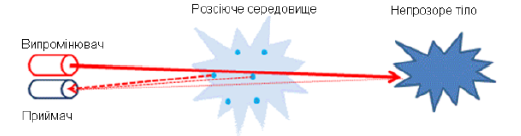 Розсіюче середовище
Непрозоре тіло
Випромінювач
Приймач